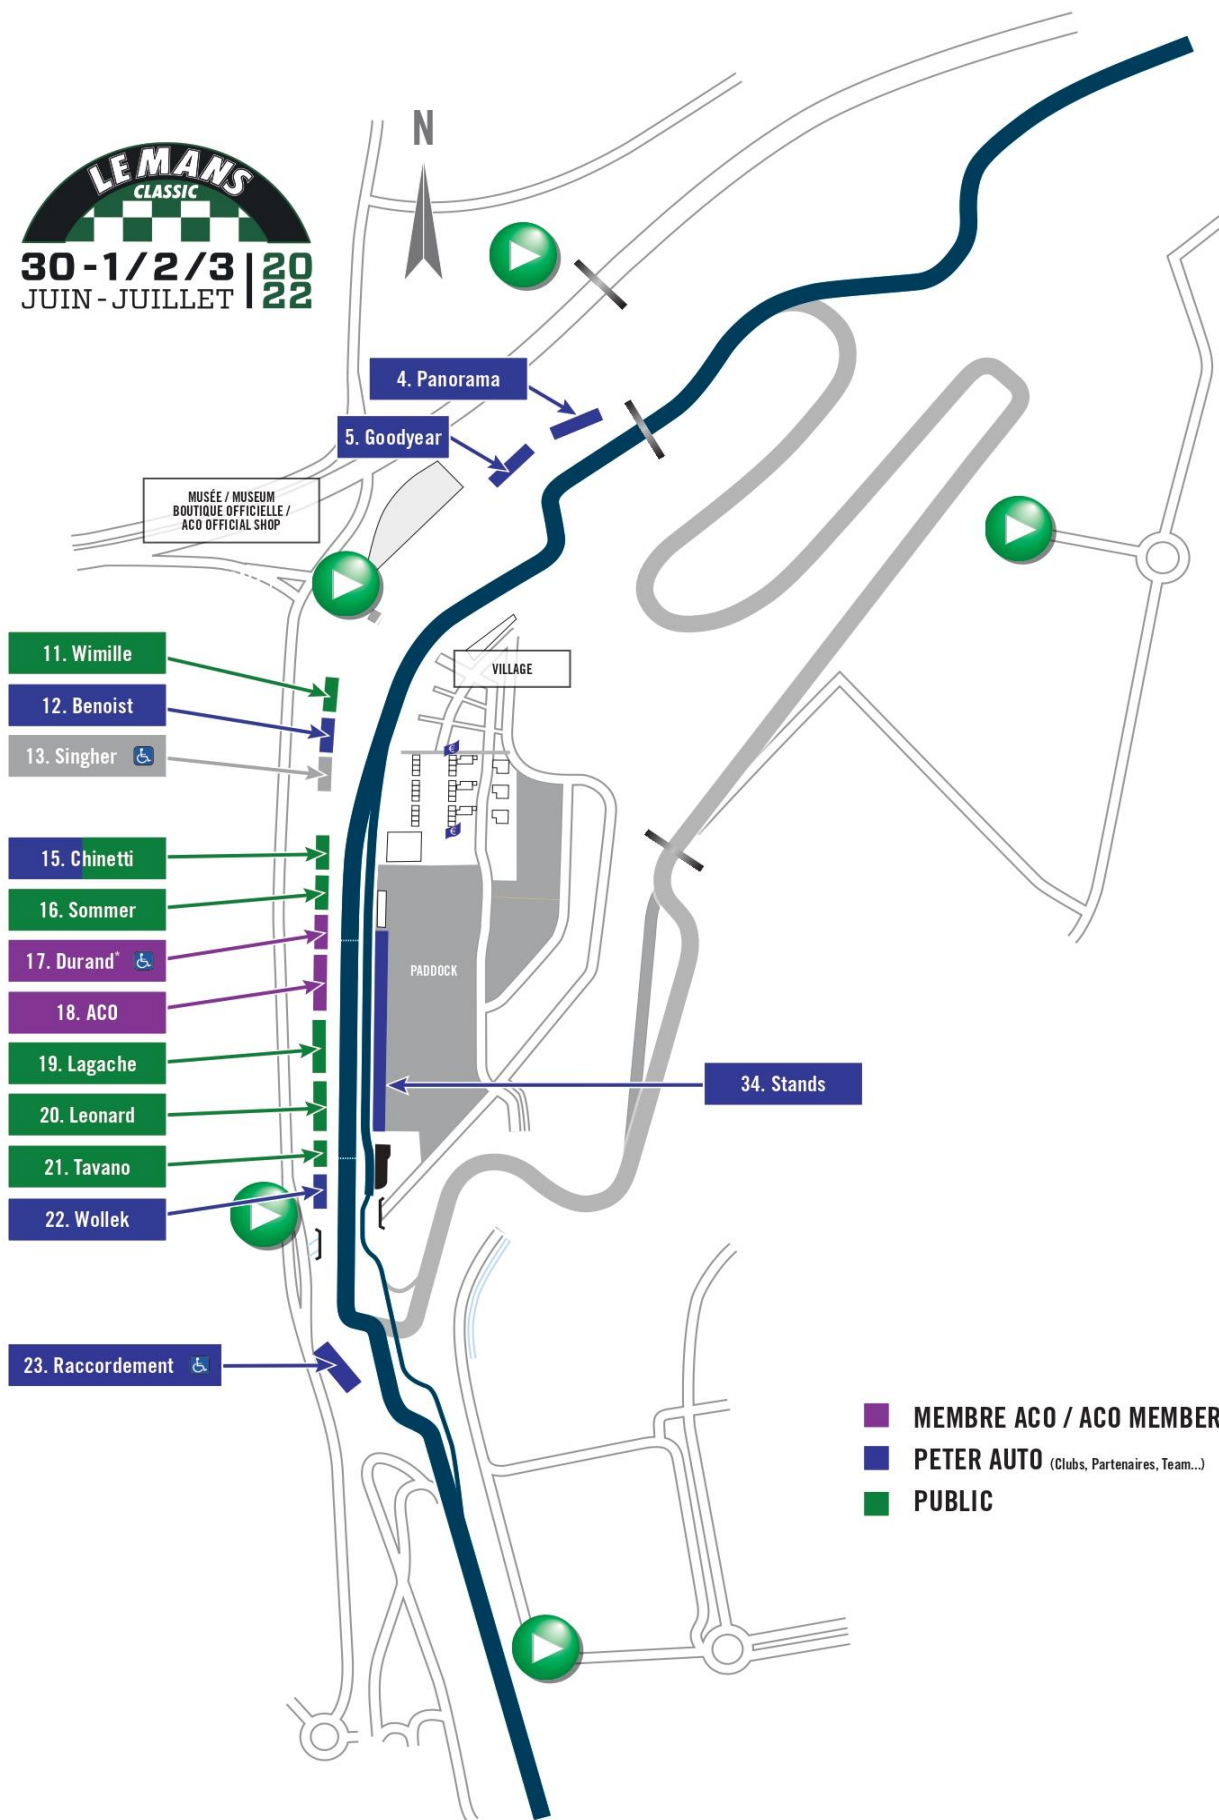 N
LE MANS
CLASSIC
30 - 1 / 2 / 3 | 20
JUIN - JUILLET | 22
4. Panorama
5. Goodyear
MUSÉE / MUSEUM
BOUTIQUE OFFICIELLE /
ACO OFFICIAL SHOP
11. Wimille
12. Benoist
13. Singher
VILLAGE
€
€
15. Chinetti
16. Sommer
17. Durand*
18. ACO
PADDOCK
19. Lagache
20. Leonard
21. Tavano
22. Wollek
34. Stands
23. Raccordement
MEMBRE ACO / ACO MEMBER
PETER AUTO (Clubs, Partenaires, Team...)
PUBLIC